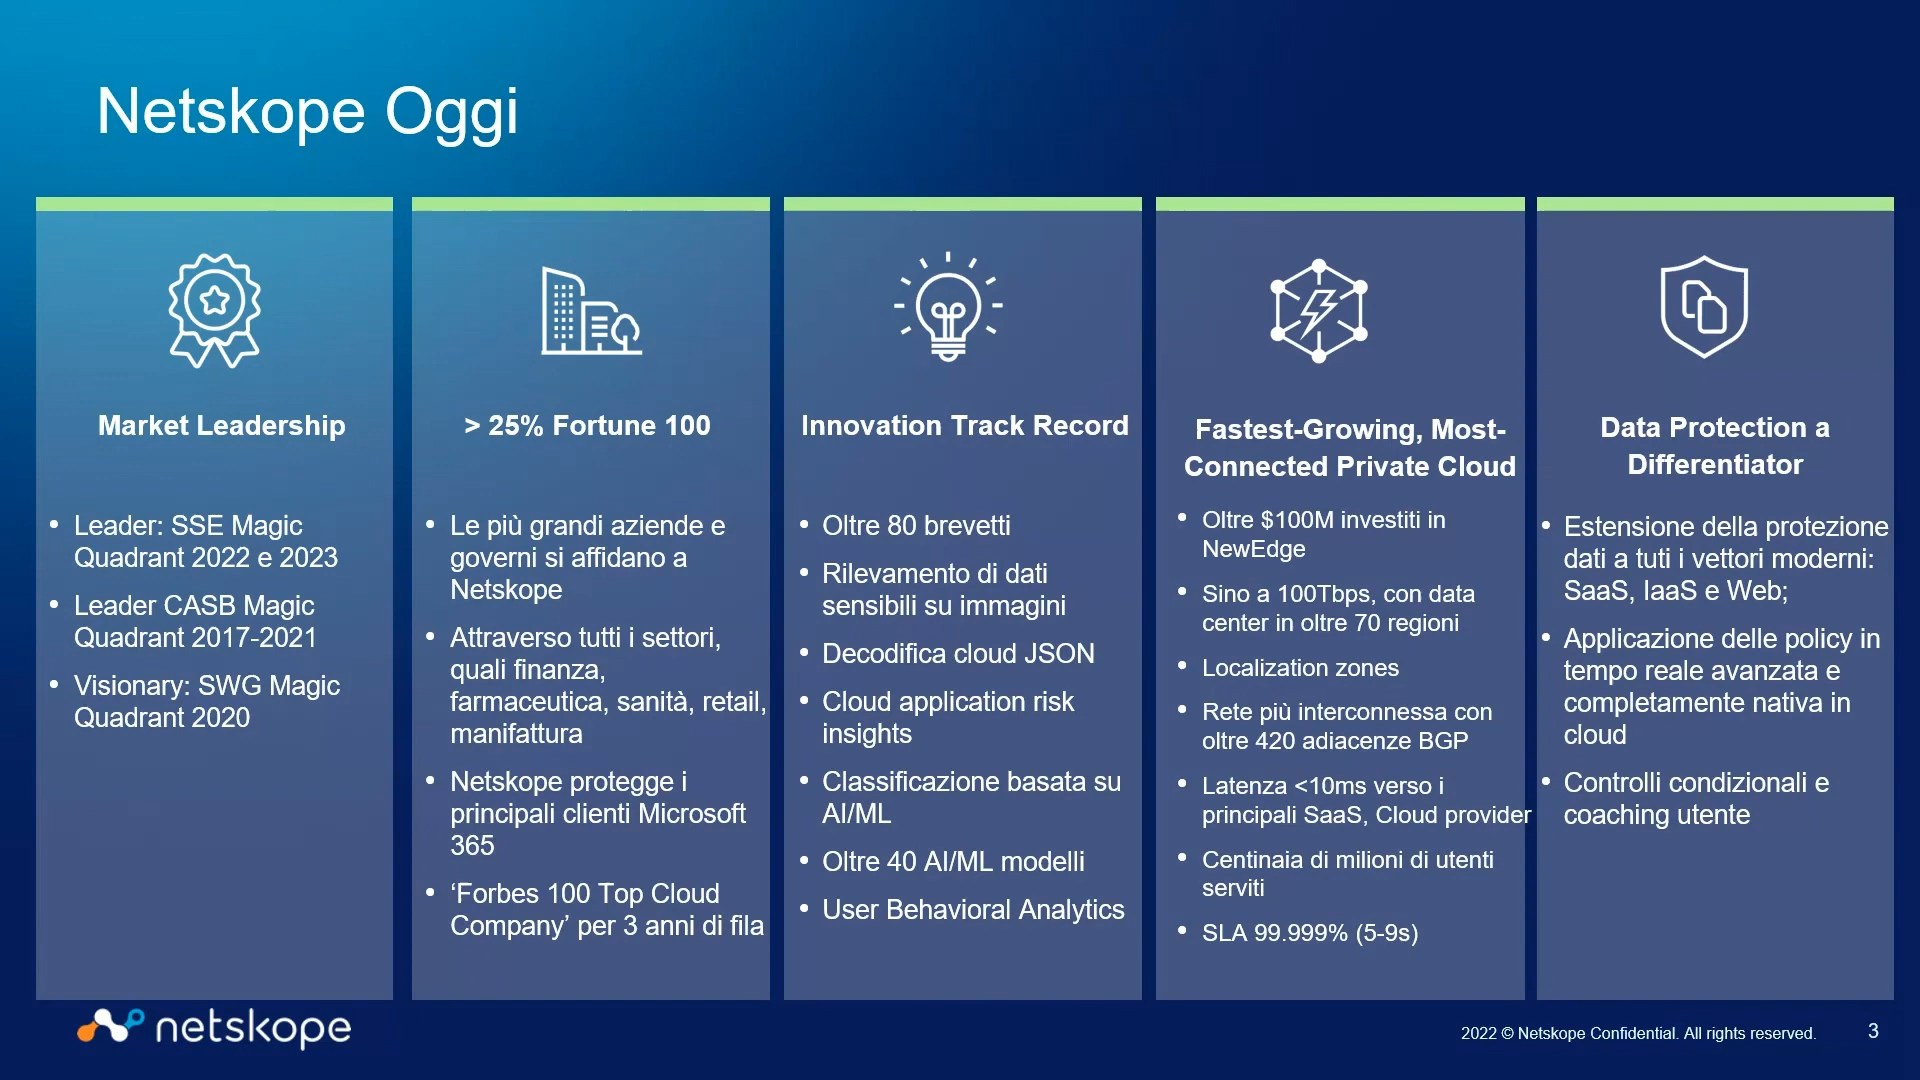 Netskope Oggi
Market Leadership
• Leader: SSE Magic
Quadrant 2022 e 2023
• Leader CASB Magic
Quadrant 2017-2021
• Visionary: SWG Magic
Quadrant 2020
> 25% Fortune 100
• Le più grandi aziende e
governi si affidano a
Netskope
• Attraverso tutti i settori,
quali finanza,
farmaceutica, sanità, retail,
manifattura
• Netskope protegge i
principali clienti Microsoft
365
• ‘Forbes 100 Top Cloud
Company’ per 3 anni di fila
Innovation Track Record
• Oltre 80 brevetti
• Rilevamento di dati
sensibili su immagini
• Decodifica cloud JSON
• Cloud application risk
insights
• Classificazione basata su
AI/ML
• Oltre 40 AI/ML modelli
• User Behavioral Analytics
Fastest-Growing, Most-
Connected Private Cloud
• Oltre $100M investiti in
NewEdge
• Sino a 100Tbps, con data
center in oltre 70 regioni
• Localization zones
• Rete più interconnessa con
oltre 420 adiacenze BGP
• Latenza <10ms verso i
principali SaaS, Cloud provider
• Centinaia di milioni di utenti
serviti
• SLA 99.999% (5-9s)
Data Protection a
Differentiator
• Estensione della protezione
dati a tuti i vettori moderni:
SaaS, IaaS e Web;
• Applicazione delle policy in
tempo reale avanzata e
completamente nativa in
cloud
• Controlli condizionali e
coaching utente
netskope
2022 © Netskope Confidential. All rights reserved.
3